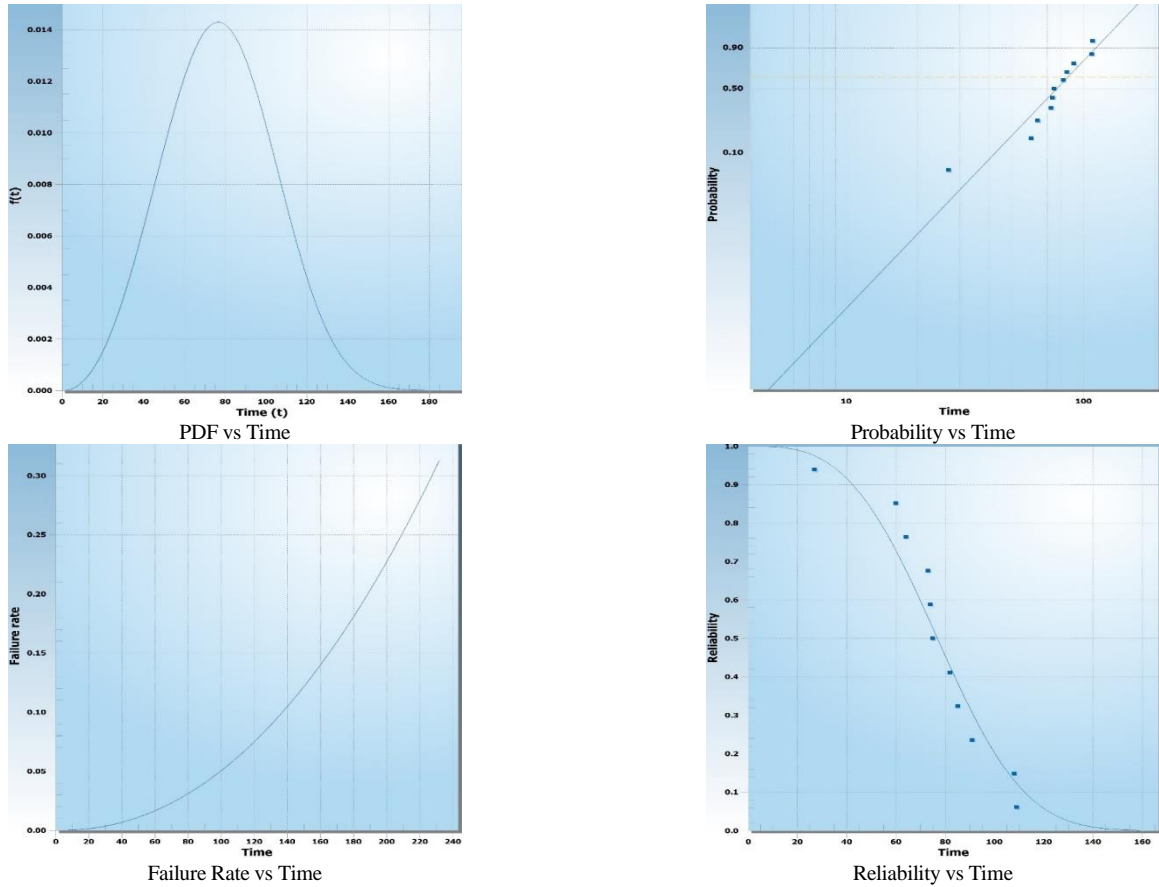 0.014
0.012
0.010
0.008
0.006
0.004
0.002
0.000
f(t)
0 20 40 60 80 100 120 140 160 180
Time (t)
PDF vs Time
0.90
0.50
0.10
Probability
10 100
Time
Probability vs Time
0.30
0.25
0.20
0.15
0.10
0.05
0.00
Failure rate
0 20 40 60 80 100 120 140 160 180 200 220 240
Time
Failure Rate vs Time
1.0
0.9
0.8
0.7
0.6
0.5
0.4
0.3
0.2
0.1
0.0
Reliability
0 20 40 60 80 100 120 140 160
Time
Reliability vs Time